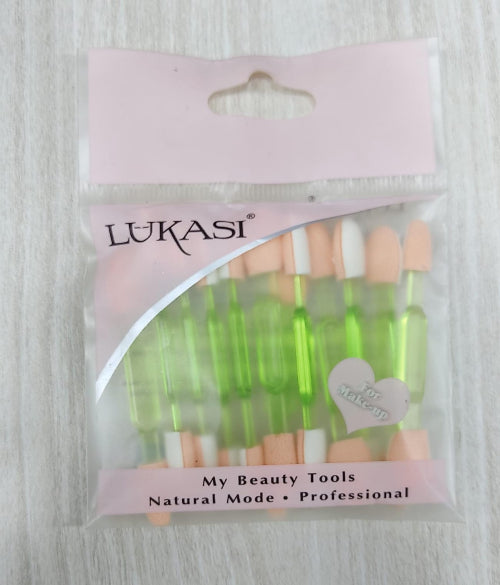 LUKASI®
For
Make-up
My Beauty Tools
Natural Mode • Professional